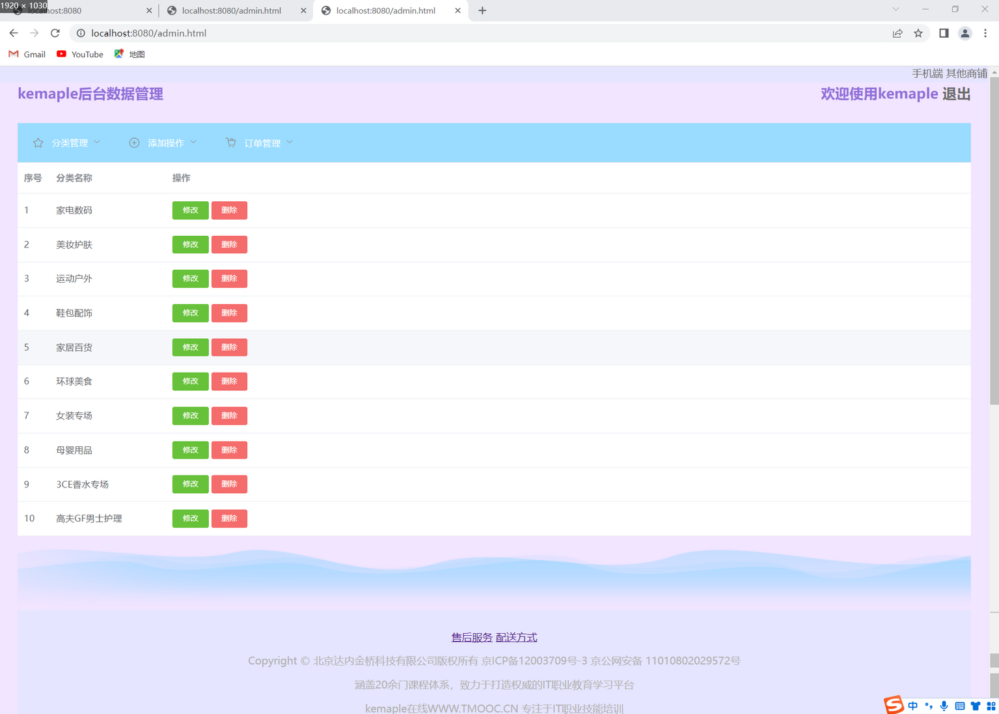 1920 × 1030
localhost:8080
localhost:8080/admin.html
localhost:8080/admin.html
localhost:8080/admin.html
Gmail YouTube 地图
手机端 其他商铺
kemaple后台数据管理
欢迎使用kemaple 退出
分类管理 添加操作 订单管理
序号 分类名称 操作
1 家电数码 修改 删除
2 美妆护肤 修改 删除
3 运动户外 修改 删除
4 鞋包配饰 修改 删除
5 家居百货 修改 删除
6 环球美食 修改 删除
7 女装专场 修改 删除
8 母婴用品 修改 删除
9 3CE香水专场 修改 删除
10 高夫GF男士护理 修改 删除
售后服务 配送方式
Copyright © 北京达内金桥科技有限公司版权所有 京ICP备12003709号-3 京公网安备 11010802029572号
涵盖20余门课程体系，致力于打造权威的IT职业教育学习平台
kemaple在线WWW.TMOOC.CN 专注于IT职业技能培训
S 中